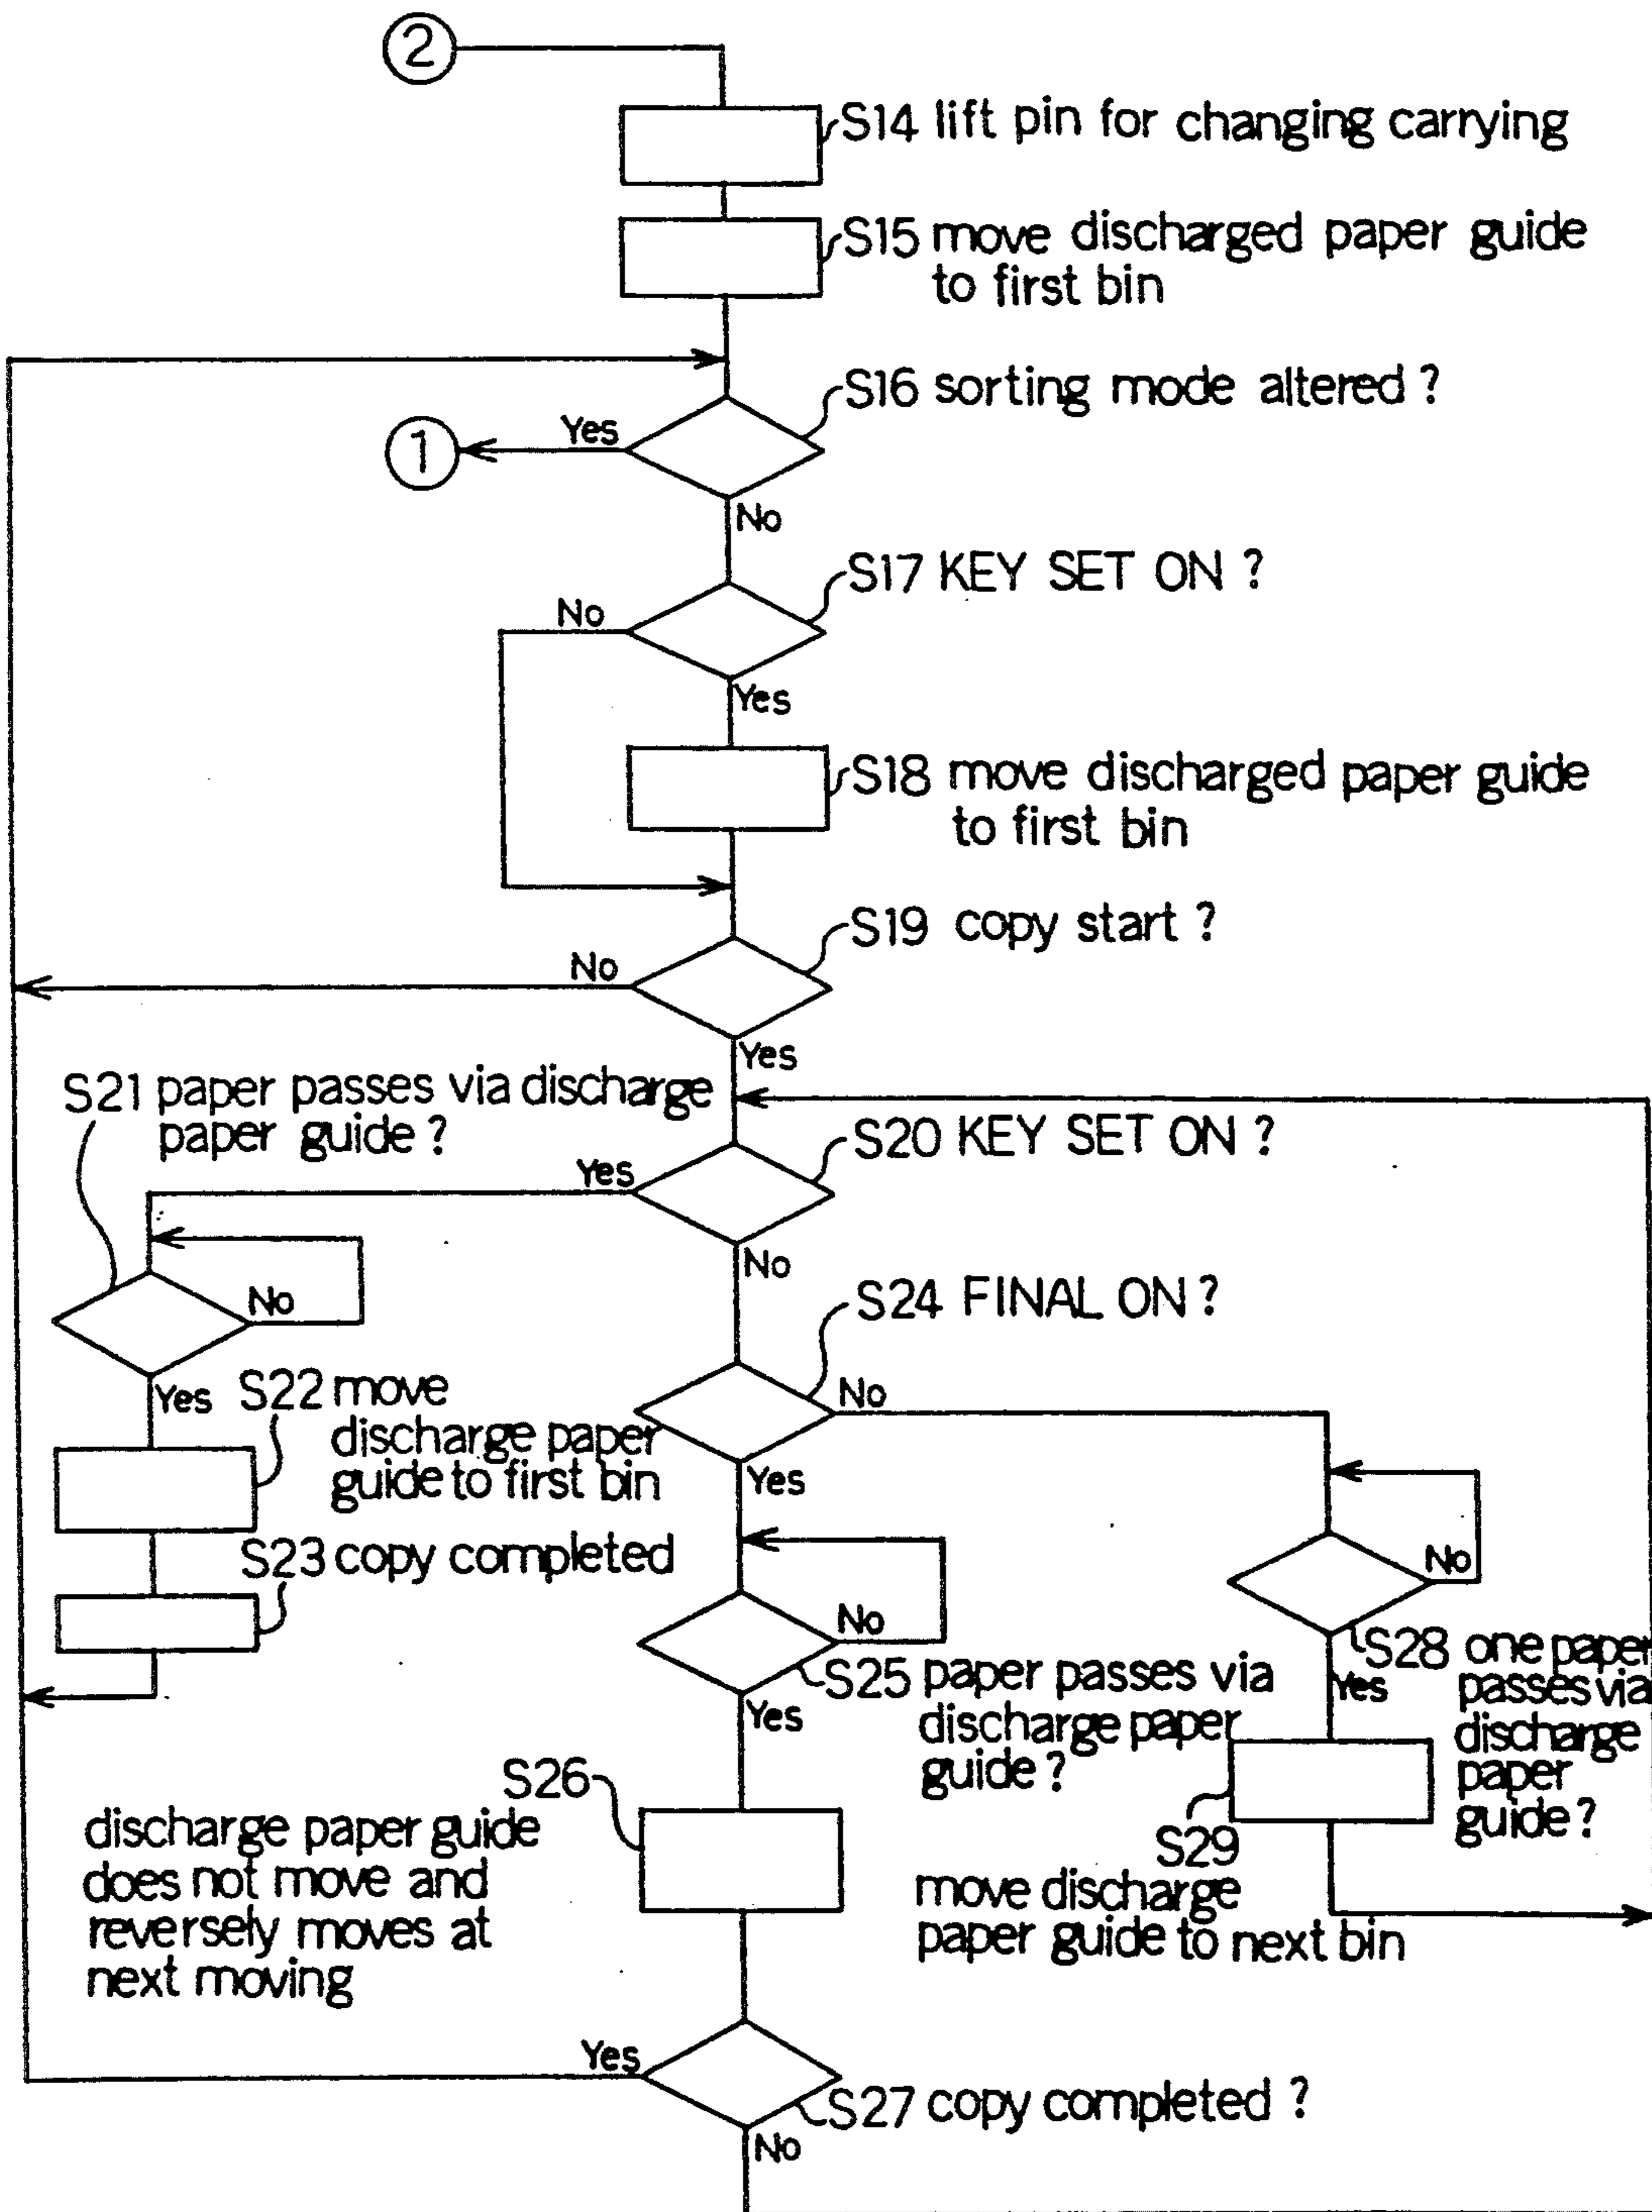 2
S14 lift pin for changing carrying
S15 move discharged paper guide
to first bin
S16 sorting mode altered ?
Yes
1
No
S17 KEY SET ON ?
No
Yes
S18 move discharged paper guide
to first bin
S19 copy start ?
No
Yes
S21 paper passes via discharge
paper guide ?
S20 KEY SET ON ?
Yes
No
No
S24 FINAL ON ?
Yes
S22 move
discharge paper
guide to first bin
No
Yes
S23 copy completed
No
No
S25 paper passes via
discharge paper
guide ?
Yes
S28 one paper
passes via
discharge
paper
guide ?
Yes
S26
discharge paper guide
does not move and
reversely moves at
next moving
S29
move discharge
paper guide to next bin
Yes
S27 copy completed ?
No